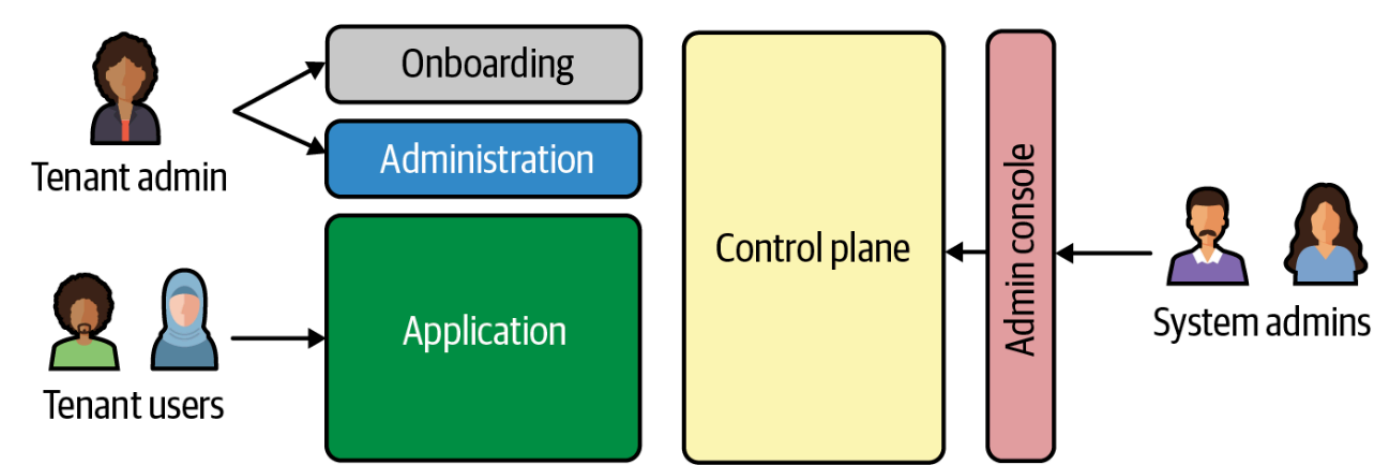 Onboarding
Tenant admin
Administration
Application
Tenant users
Control plane
Admin console
System admins